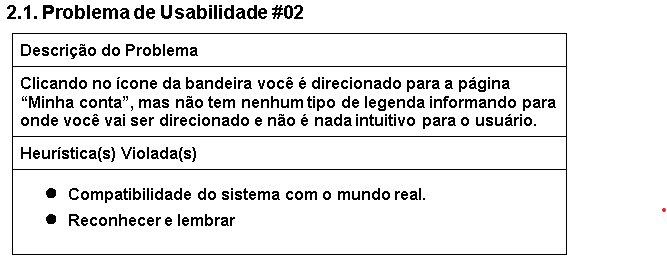 2.1. Problema de Usabilidade #02
Descrição do Problema
Clicando no ícone da bandeira você é direcionado para a página
“Minha conta”, mas não tem nenhum tipo de legenda informando para
onde você vai ser direcionado e não é nada intuitivo para o usuário.
Heurística(s) Violada(s)
● Compatibilidade do sistema com o mundo real.
● Reconhecer e lembrar